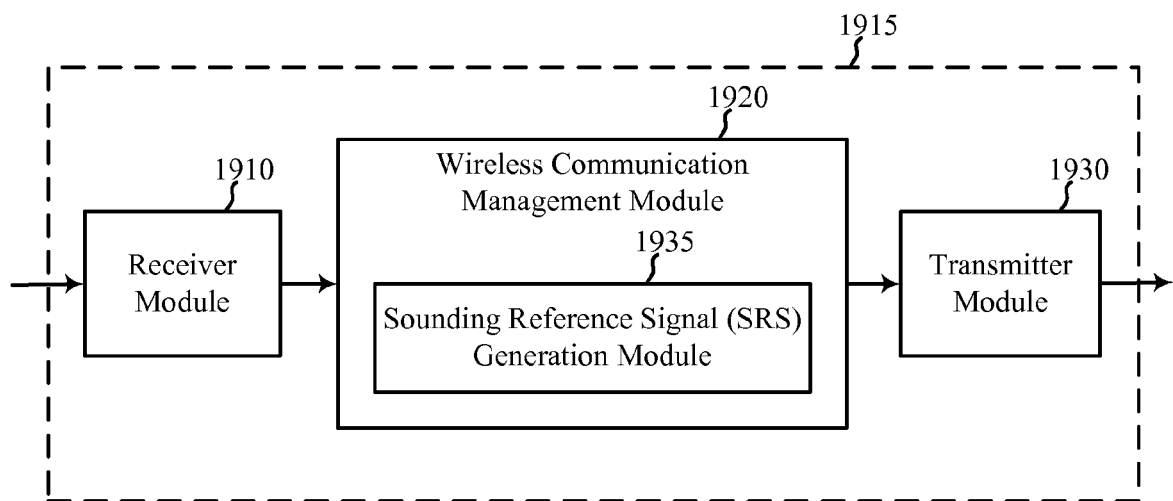 1915
1920
Wireless Communication
Management Module
1910
1930
1935
Receiver
Module
Transmitter
Module
Sounding Reference Signal (SRS)
Generation Module